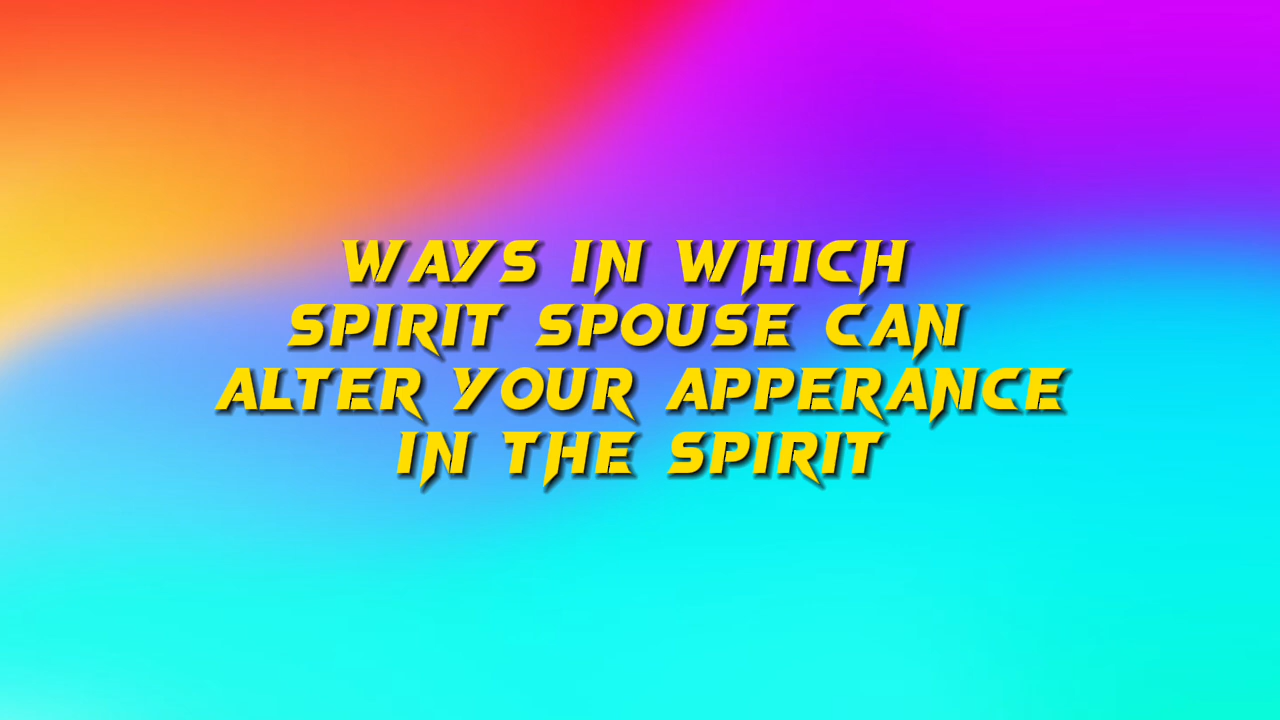 WAYS IN WHICH
SPIRIT SPOUSE CAN
ALTER YOUR APPERANCE
IN THE SPIRIT